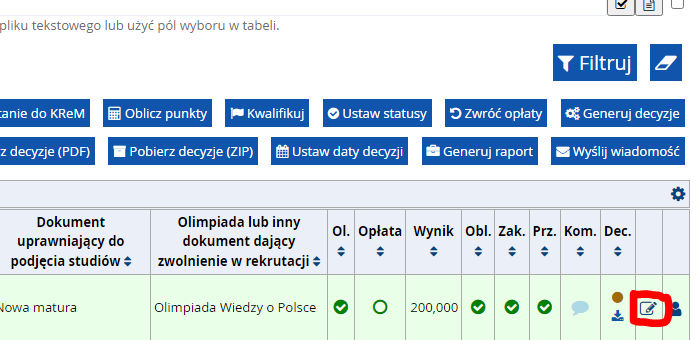 pliku tekstowego lub użyć pól wyboru w tabeli.
Filtruj
tanie do KReM Oblicz punkty Kwalifikuj Ustaw statusy Zwróć opłaty Generuj decyzje
z decyzje (PDF) Pobierz decyzje (ZIP) Ustaw daty decyzji Generuj raport Wyślij wiadomość
Dokument uprawniający do podjęcia studiów
Olimpiada lub inny dokument dający zwolnienie w rekrutacji
Ol. Opłata Wynik Obl. Zak. Prz. Kom. Dec.
Nowa matura Olimpiada Wiedzy o Polsce 200,000